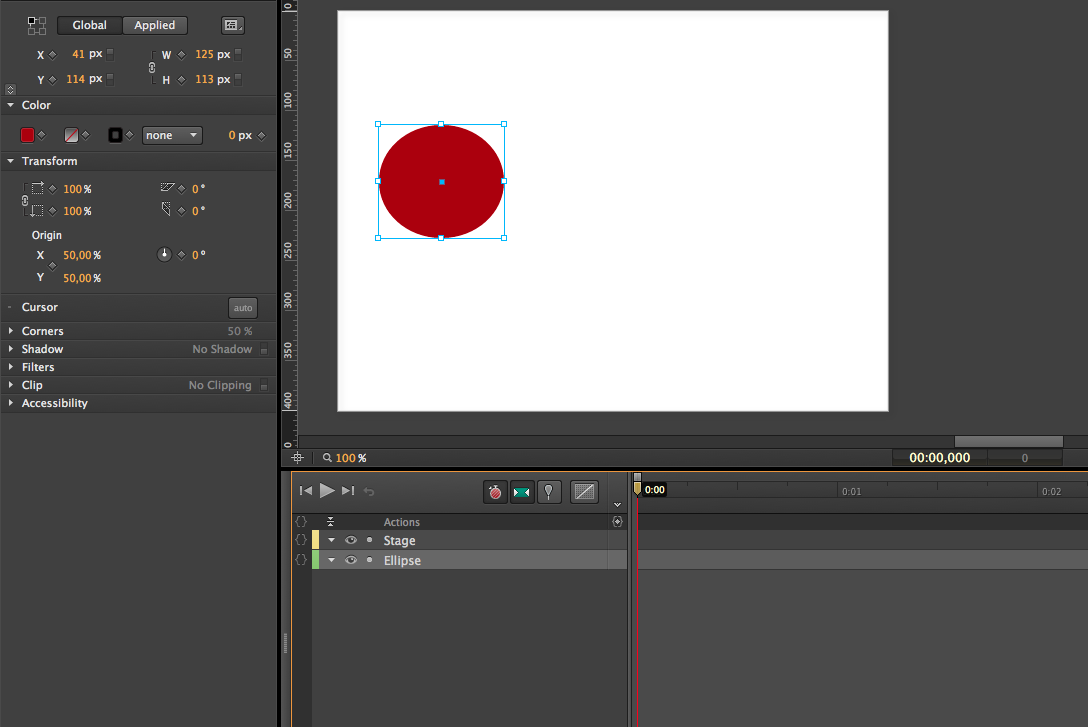 Global Applied
X 41 px W 125 px
Y 114 px H 113 px
Color
none 0 px
Transform
100% 0°
100% 0°
Origin
X 50,00% 0°
Y 50,00%
Cursor auto
Corners 50 %
Shadow No Shadow
Filters
Clip No Clipping
Accessibility
0
50
100
150
200
250
300
350
400
0
100% 00:00,000 0
0:00 0:01 0:02
{} Actions
{} Stage
{} Ellipse